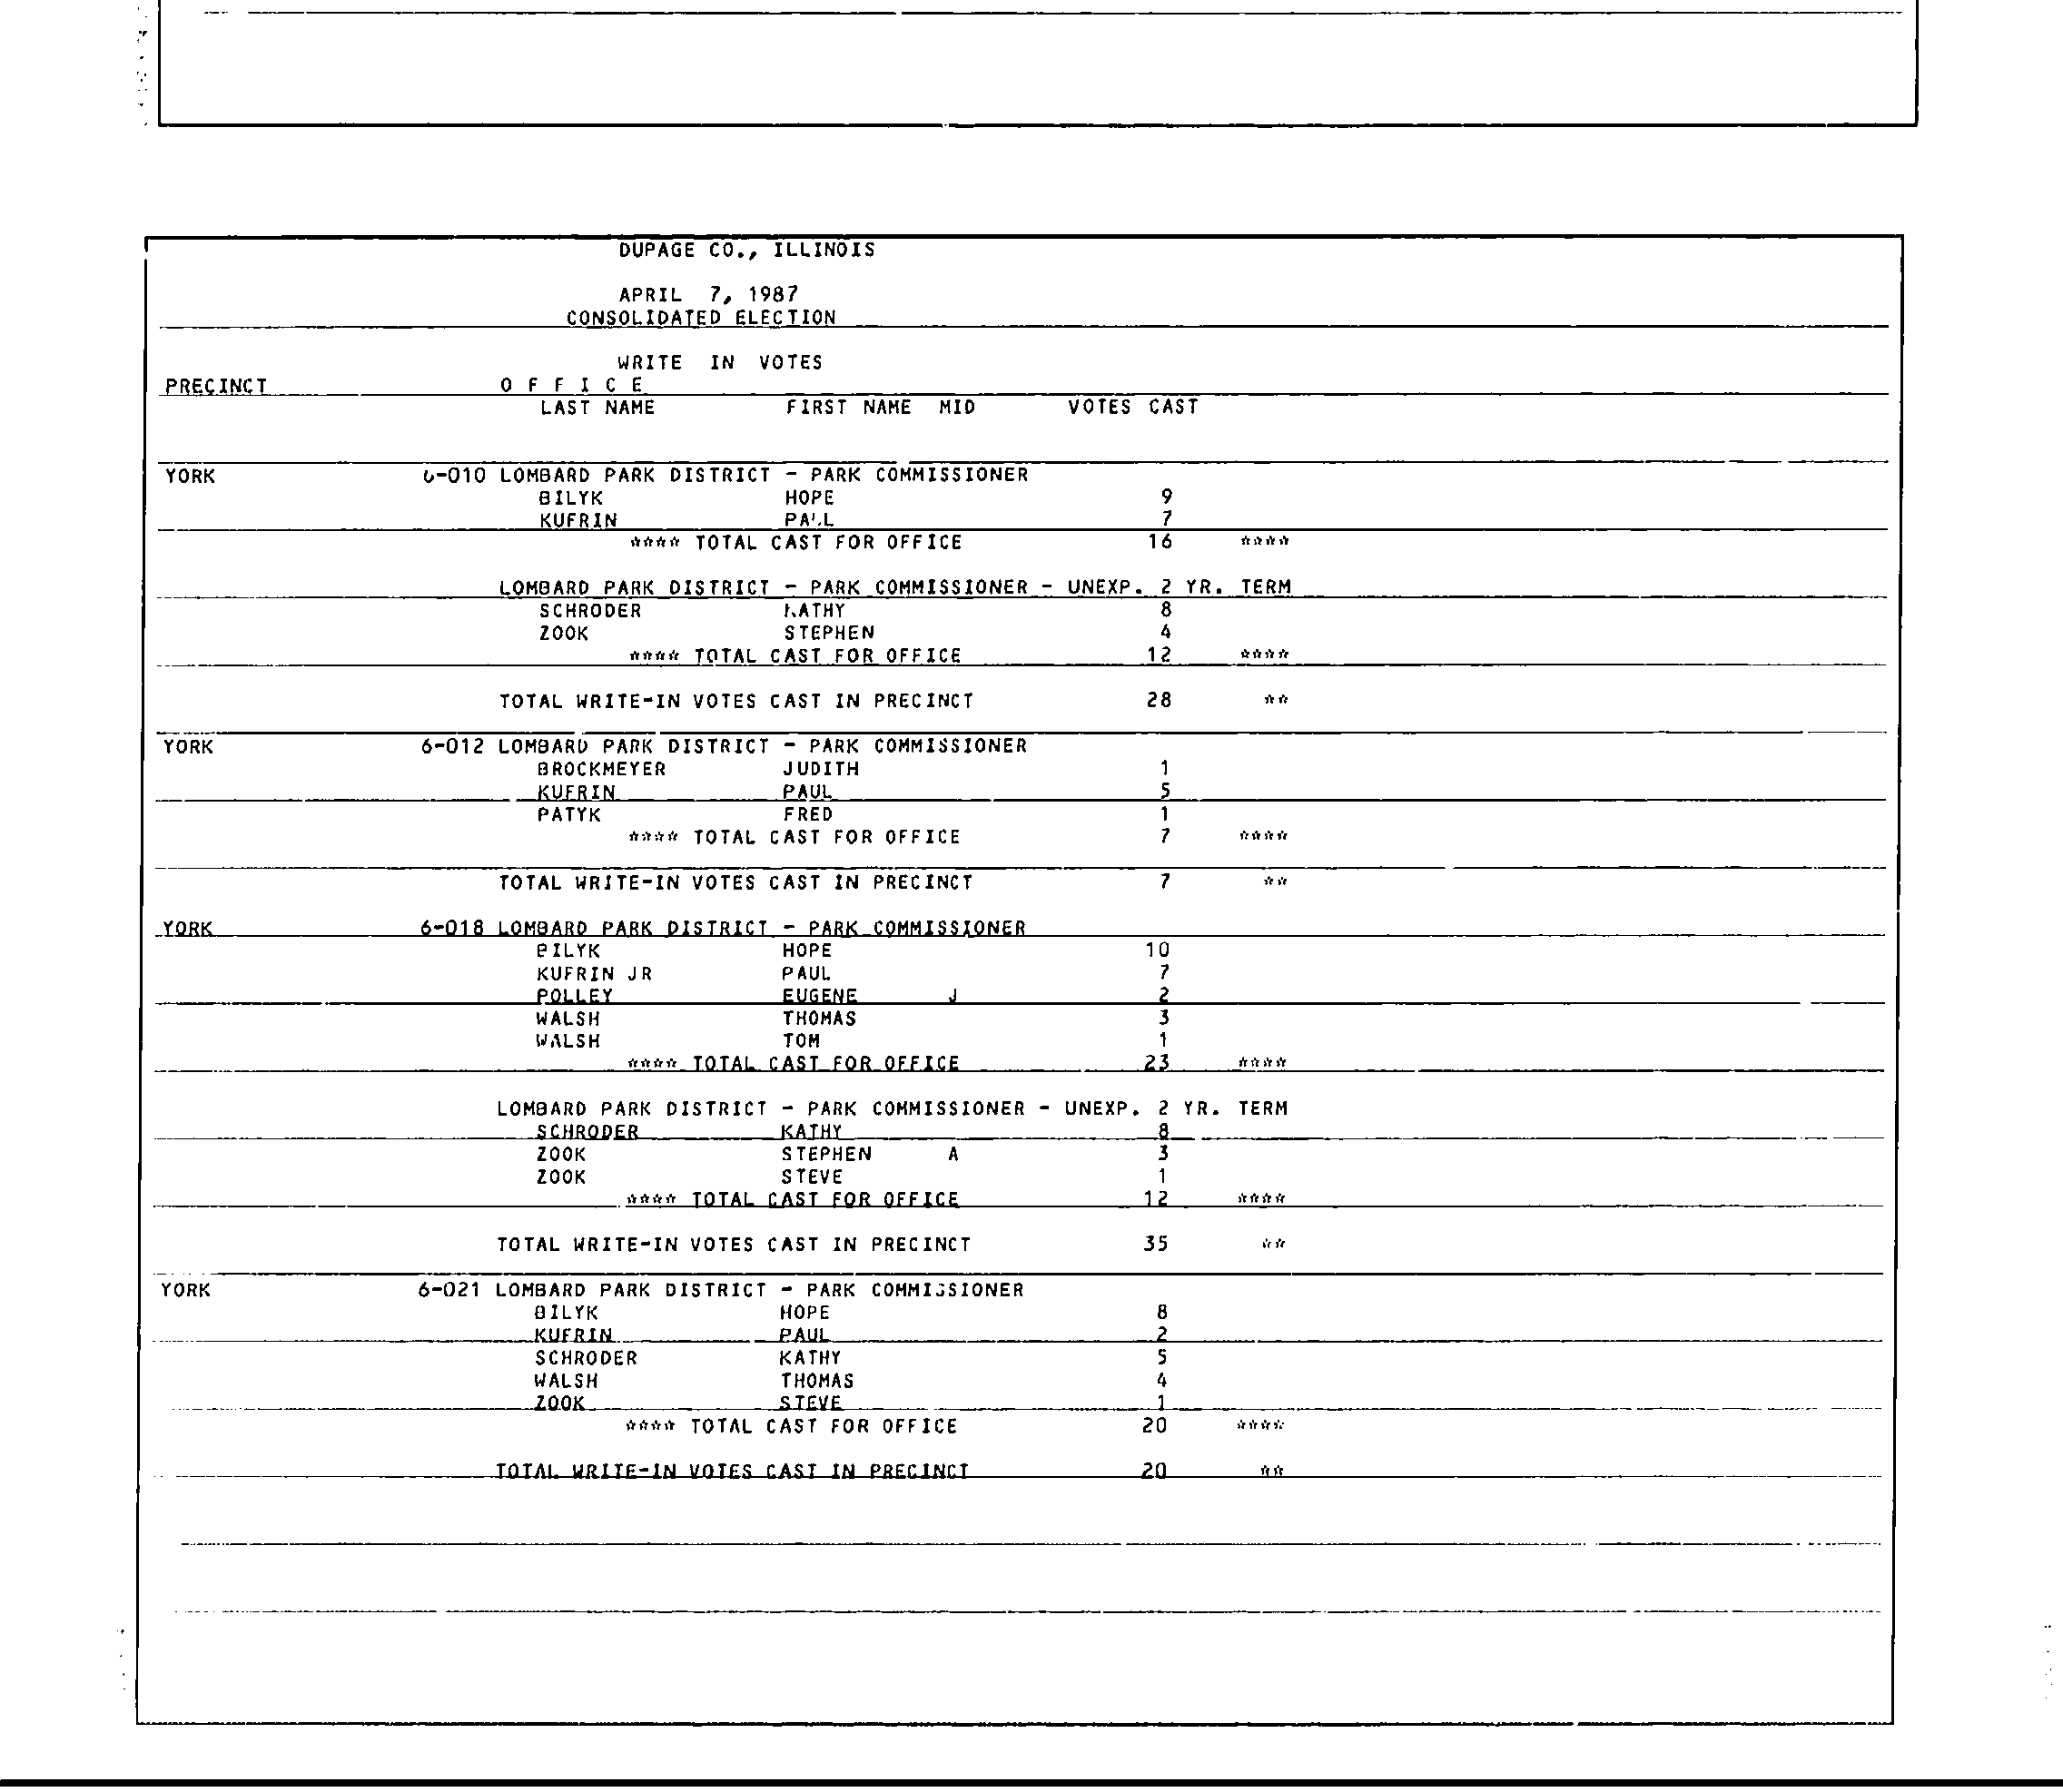 DUPAGE CO., ILLINOIS
APRIL 7, 1987
CONSOLIDATED ELECTION
WRITE IN VOTES
PRECINCT O F F I C E
LAST NAME FIRST NAME MID VOTES CAST
YORK 6-010 LOMBARD PARK DISTRICT - PARK COMMISSIONER
BILYK HOPE 9
KUFRIN PAUL 7
**** TOTAL CAST FOR OFFICE 16 ****
LOMBARD PARK DISTRICT - PARK COMMISSIONER - UNEXP. 2 YR. TERM
SCHRODER KATHY 8
ZOOK STEPHEN 4
**** TOTAL CAST FOR OFFICE 12 ****
TOTAL WRITE-IN VOTES CAST IN PRECINCT 28 **
YORK 6-012 LOMBARD PARK DISTRICT - PARK COMMISSIONER
BROCKMEYER JUDITH 1
KUFRIN PAUL 5
PATYK FRED 1
**** TOTAL CAST FOR OFFICE 7 ****
TOTAL WRITE-IN VOTES CAST IN PRECINCT 7 **
YORK 6-018 LOMBARD PARK DISTRICT - PARK COMMISSIONER
BILYK HOPE 10
KUFRIN JR PAUL 7
POLLEY EUGENE J 2
WALSH THOMAS 3
WALSH TOM 1
**** TOTAL CAST FOR OFFICE 23 ****
LOMBARD PARK DISTRICT - PARK COMMISSIONER - UNEXP. 2 YR. TERM
SCHRODER KATHY 8
ZOOK STEPHEN A 3
ZOOK STEVE 1
**** TOTAL CAST FOR OFFICE 12 ****
TOTAL WRITE-IN VOTES CAST IN PRECINCT 35 **
YORK 6-021 LOMBARD PARK DISTRICT - PARK COMMISSIONER
BILYK HOPE 8
KUFRIN PAUL 2
SCHRODER KATHY 5
WALSH THOMAS 4
ZOOK STEVE 1
**** TOTAL CAST FOR OFFICE 20 ****
TOTAL WRITE-IN VOTES CAST IN PRECINCT 20 **